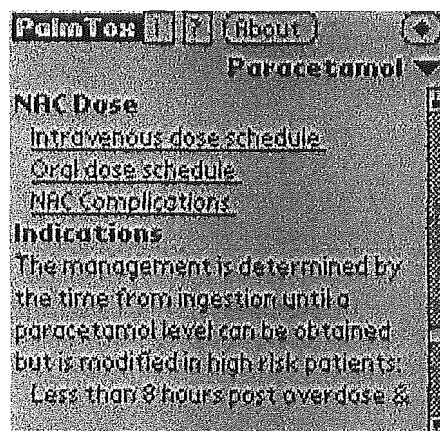 PalmTox i ? About
Paracetamol
NAC Dose
Intravenous dose schedule
Oral dose schedule
NAC Complications
Indications
The management is determined by
the time from ingestion until a
paracetamol level can be obtained
but is modified in high risk patients:
Less than 8 hours post overdose &